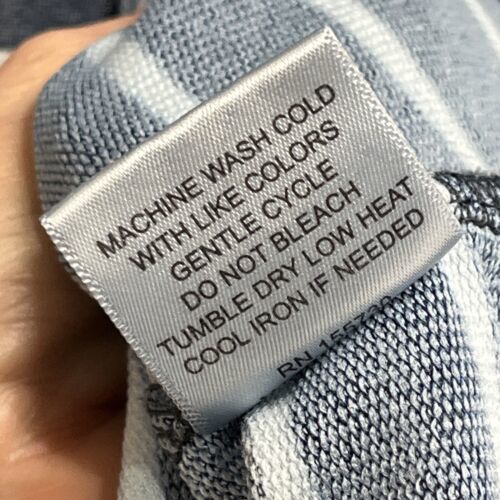 MACHINE WASH COLD
WITH LIKE COLORS
GENTLE CYCLE
DO NOT BLEACH
TUMBLE DRY LOW HEAT
COOL IRON IF NEEDED
RN